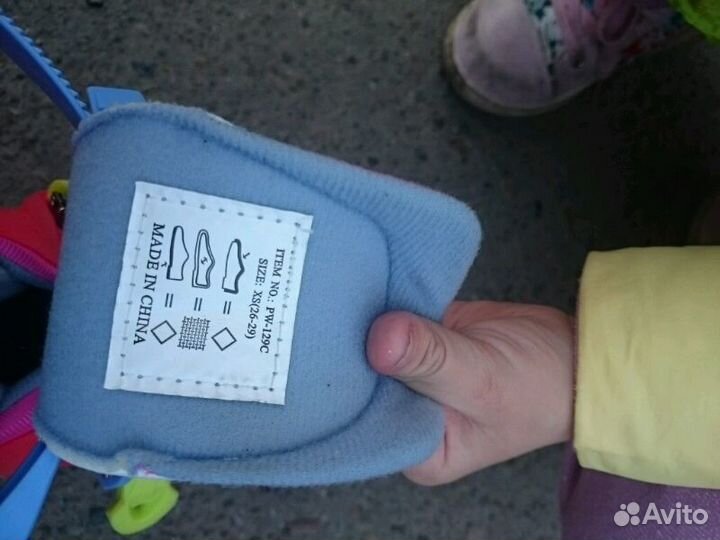 ITEM NO.: PW-129C
SIZE: XS(26-29)
=
=
=
MADE IN CHINA
Avito